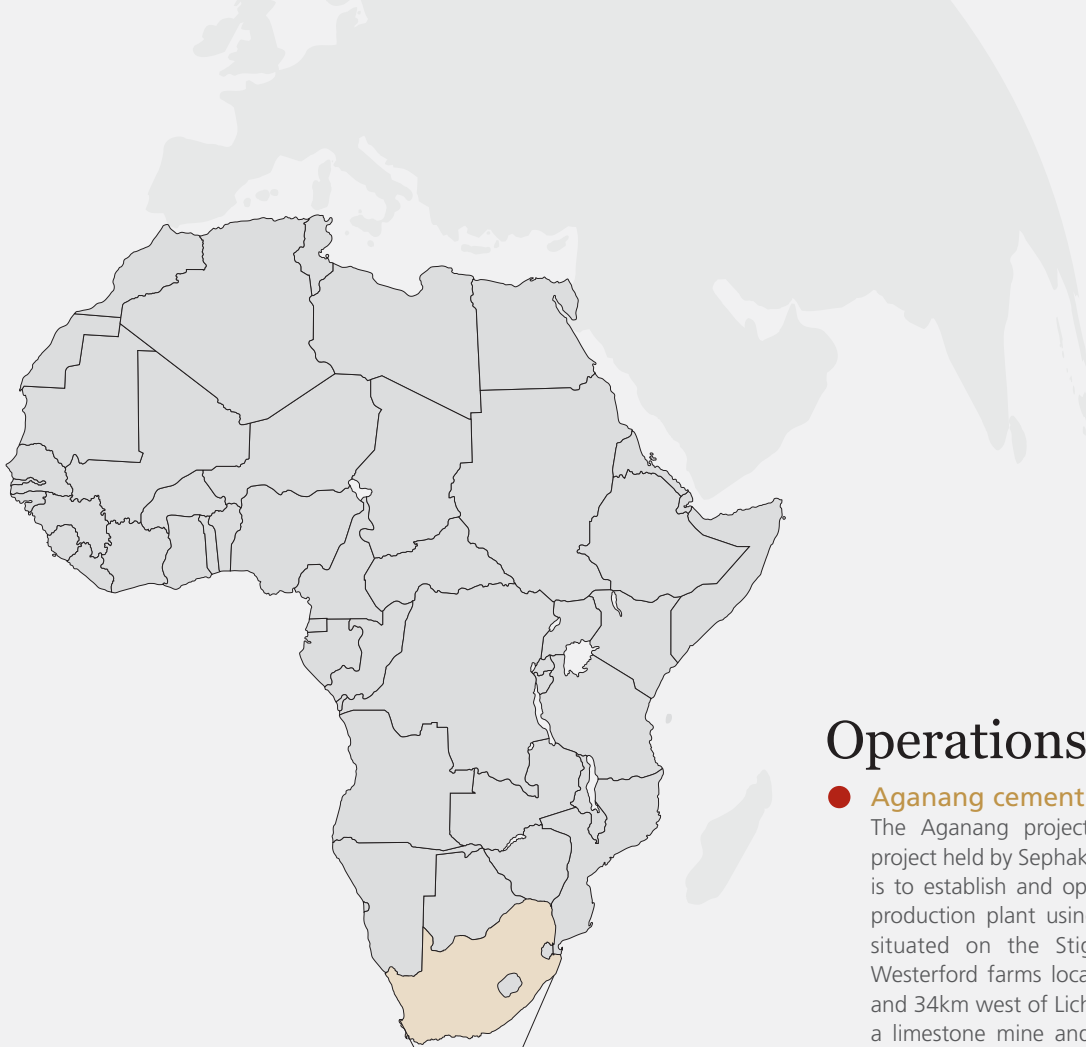 Operations
Aganang cement
The Aganang project
project held by Sephak
is to establish and op
production plant usin
situated on the Stig
Westerford farms loca
and 34km west of Lich
a limestone mine and